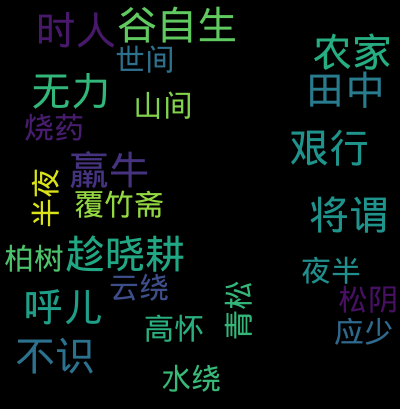 时人
谷自生
世间
农家
无力
田中
山间
烧药
艰行
羸牛
半夜
覆竹斋
将谓
柏树
趁晓耕
夜半
云绕
青松
松阴
呼儿
高怀
应少
不识
水绕